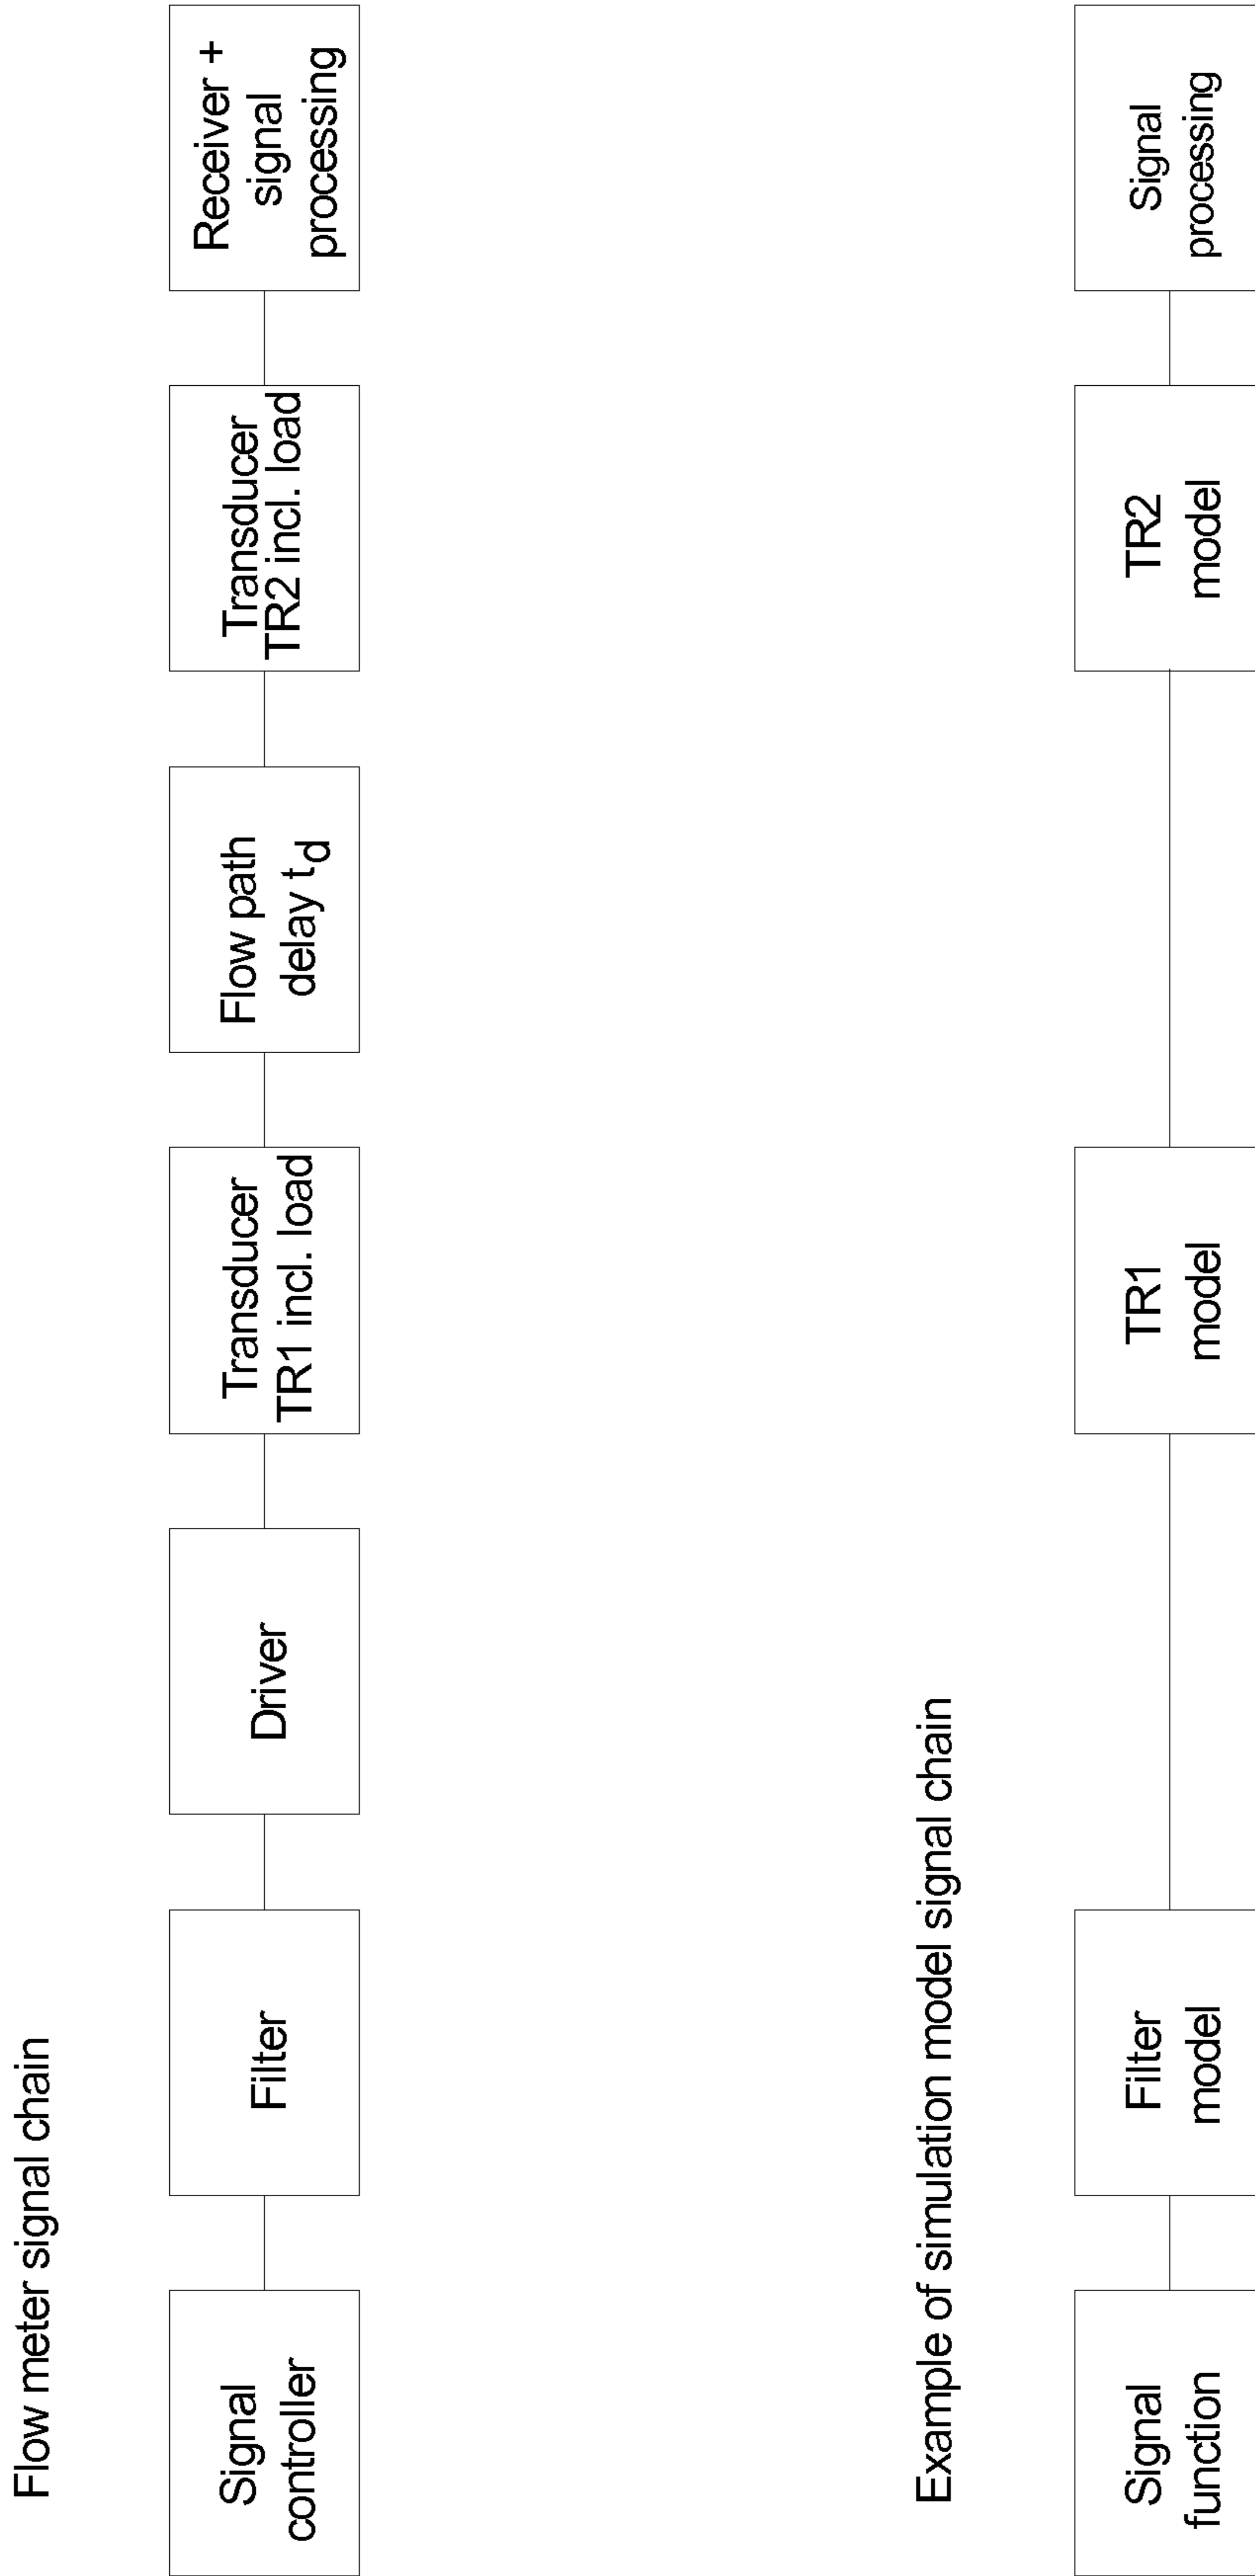 Flow meter signal chain
Signal
controller
Filter
Driver
Transducer
TR1 incl. load
Flow path
delay td
Transducer
TR2 incl. load
Receiver +
signal
processing
Example of simulation model signal chain
Signal
function
Filter
model
TR1
model
TR2
model
Signal
processing